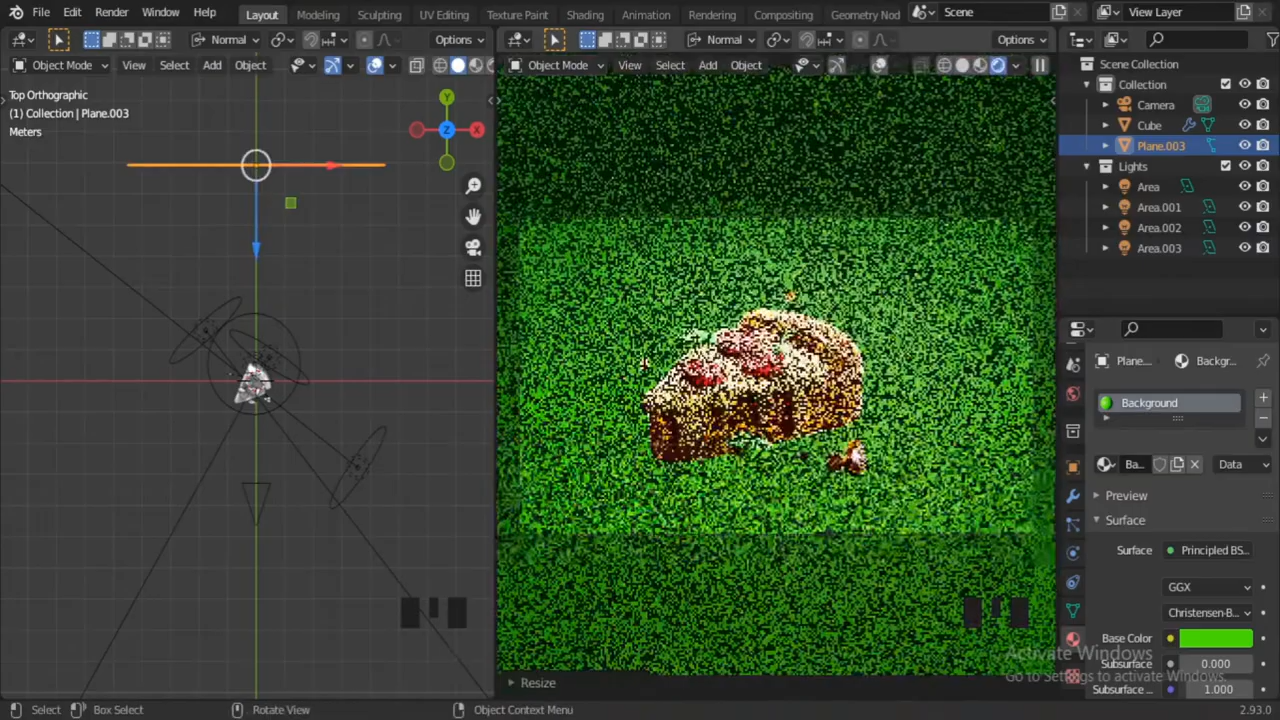 File Edit Render Window Help Layout Modeling Sculpting UV Editing Texture Paint Shading Animation Rendering Compositing Geometry Nod Scene View Layer
Normal Options Normal Options
Object Mode View Select Add Object Object Mode View Select Add Object
Top Orthographic
(1) Collection | Plane.003
Meters
Y
Z
X
Scene Collection
Collection
Camera
Cube
Plane.003
Lights
Area
Area.001
Area.002
Area.003
Plane... Backgr...
Background
Ba... Data
Preview
Surface
Surface Principled BS...
GGX
Christensen-B...
Base Color
Subsurface 0.000
Subsurface... 1.000
Activate Windows
Go to Settings to activate Windows.
Resize
Select Box Select Rotate View Object Context Menu 2.93.0